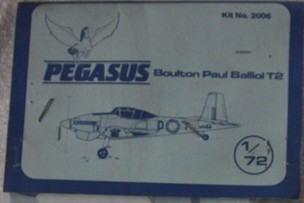 Kit No. 2006
PEGASUS Boulton Paul Balliol T2
D
1/72